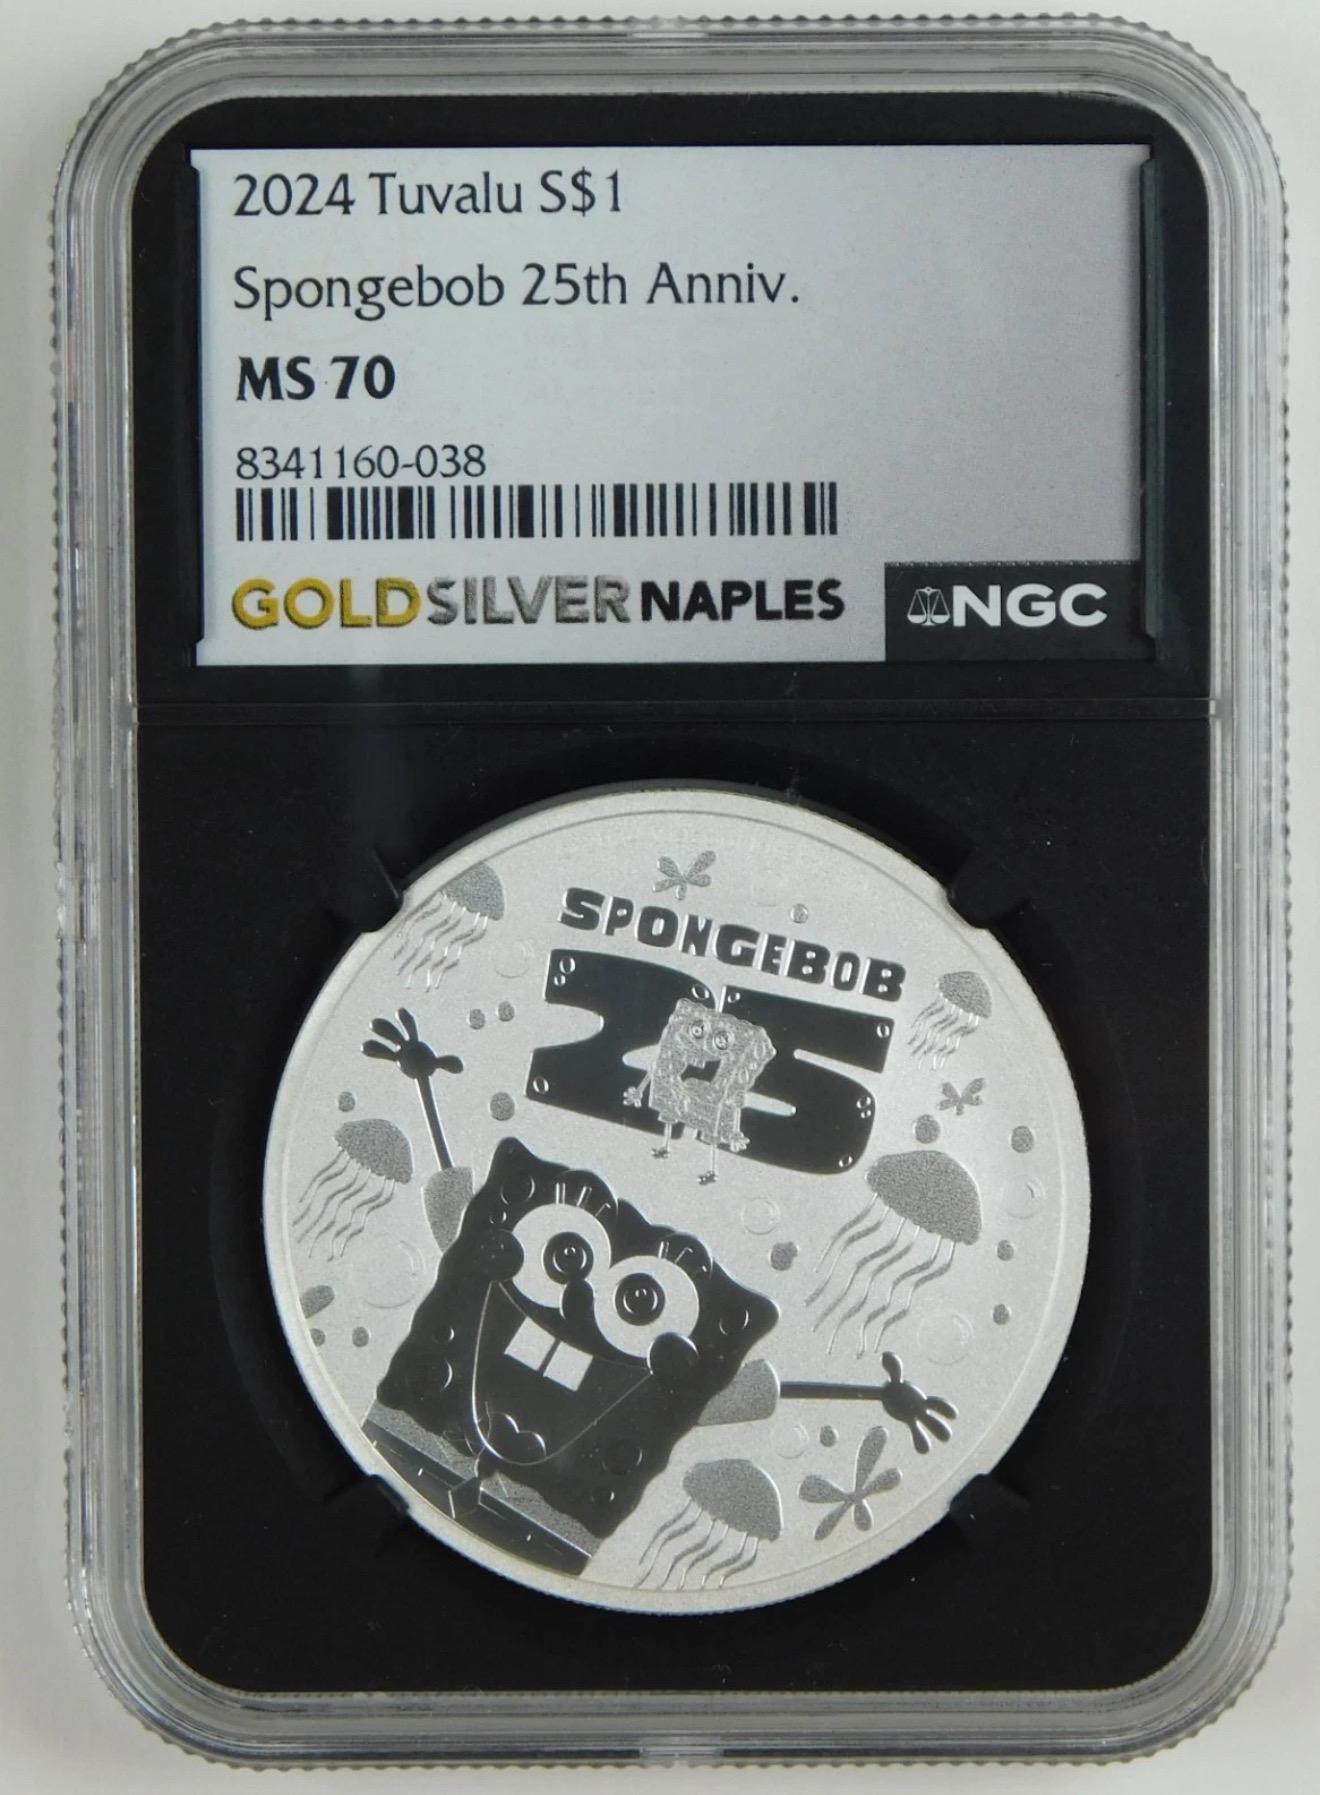 2024 Tuvalu S$1
Spongebob 25th Anniv.
MS 70
8341160-038
GOLDSILVERNAPLES
NGC
SPONGEBOB
25